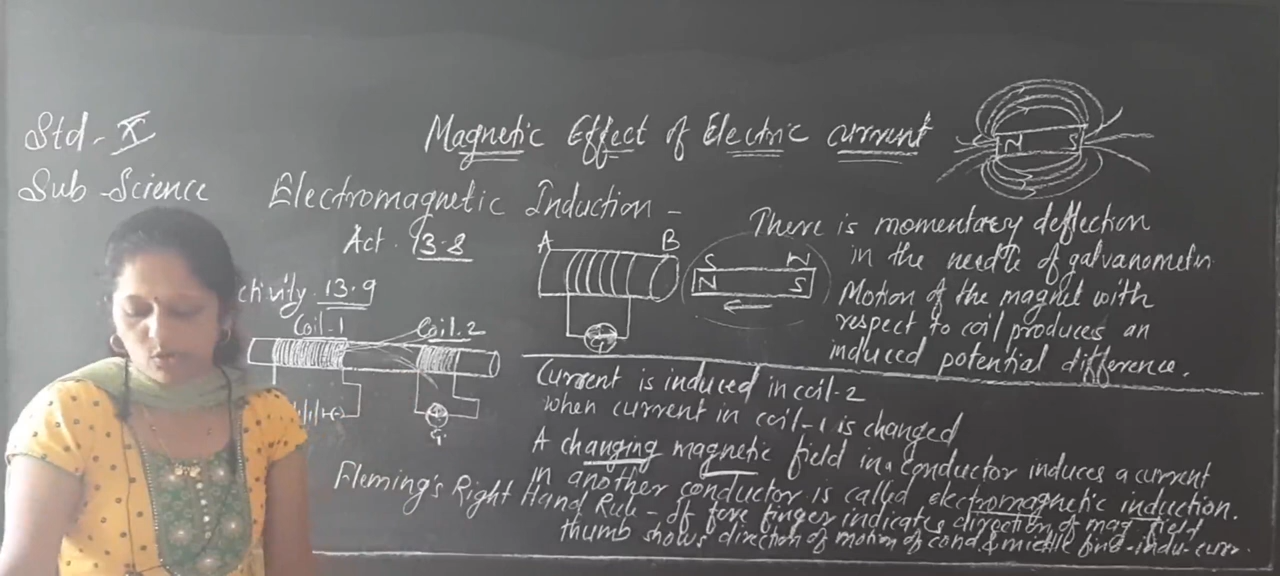 Std - X
Sub - Science
Magnetic Effect of Electric current
N S
Electromagnetic Induction -
Act. 13.8
A B
S N
N S
G
There is momentary deflection
in the needle of galvanometer
Motion of the magnet with
respect to coil produces an
induced potential difference.
ctivity. 13.9
Coil-1 Coil.2
G
Current is induced in coil-2
when current in coil-1 is changed
A changing magnetic field in a conductor induces a current
in another conductor is called electromagnetic induction.
Fleming's Right Hand Rule - If fore finger indicates direction of mag. field
thumb shows direction of motion of cond & middle fing-indu-curr.